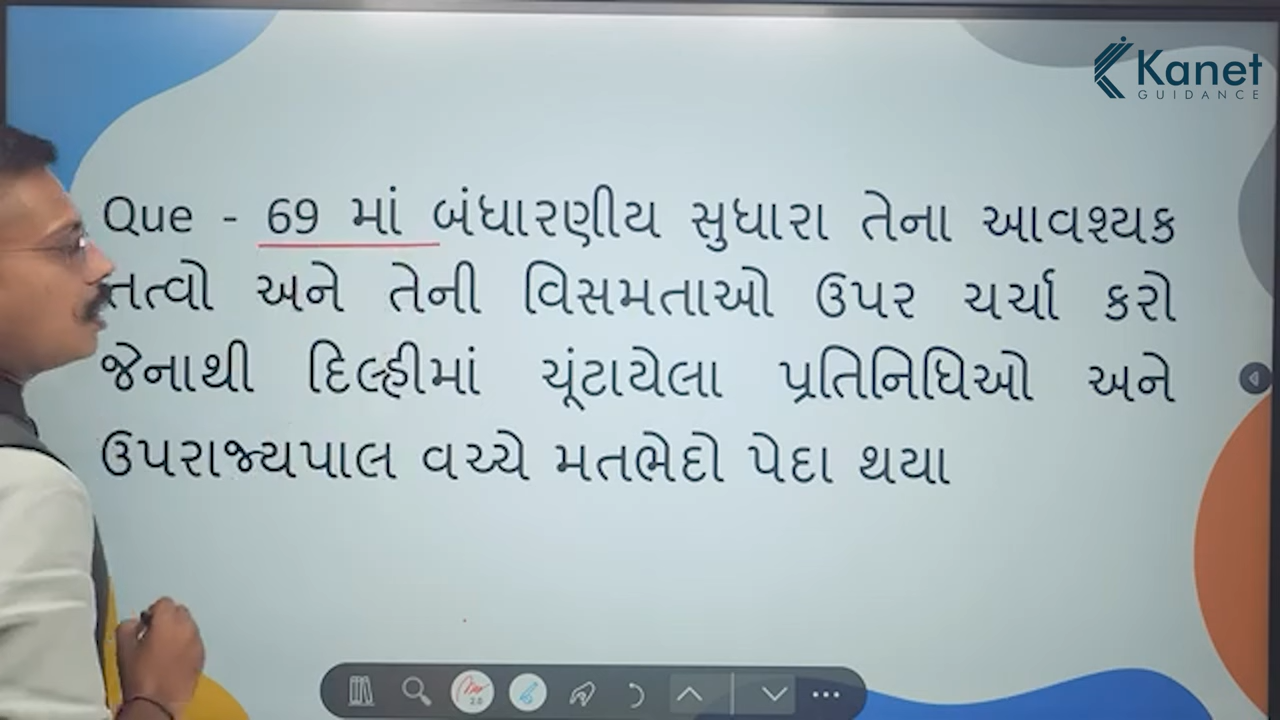 Kanet
GUIDANCE
Que - 69 માં બંધારણીય સુધારા તેના આવશ્યક
તત્વો અને તેની વિસમતાઓ ઉપર ચર્ચા કરો
જેનાથી દિલ્હીમાં ચૂંટાયેલા પ્રતિનિધિઓ અને
ઉપરાજ્યપાલ વચ્ચે મતભેદો પેદા થયા